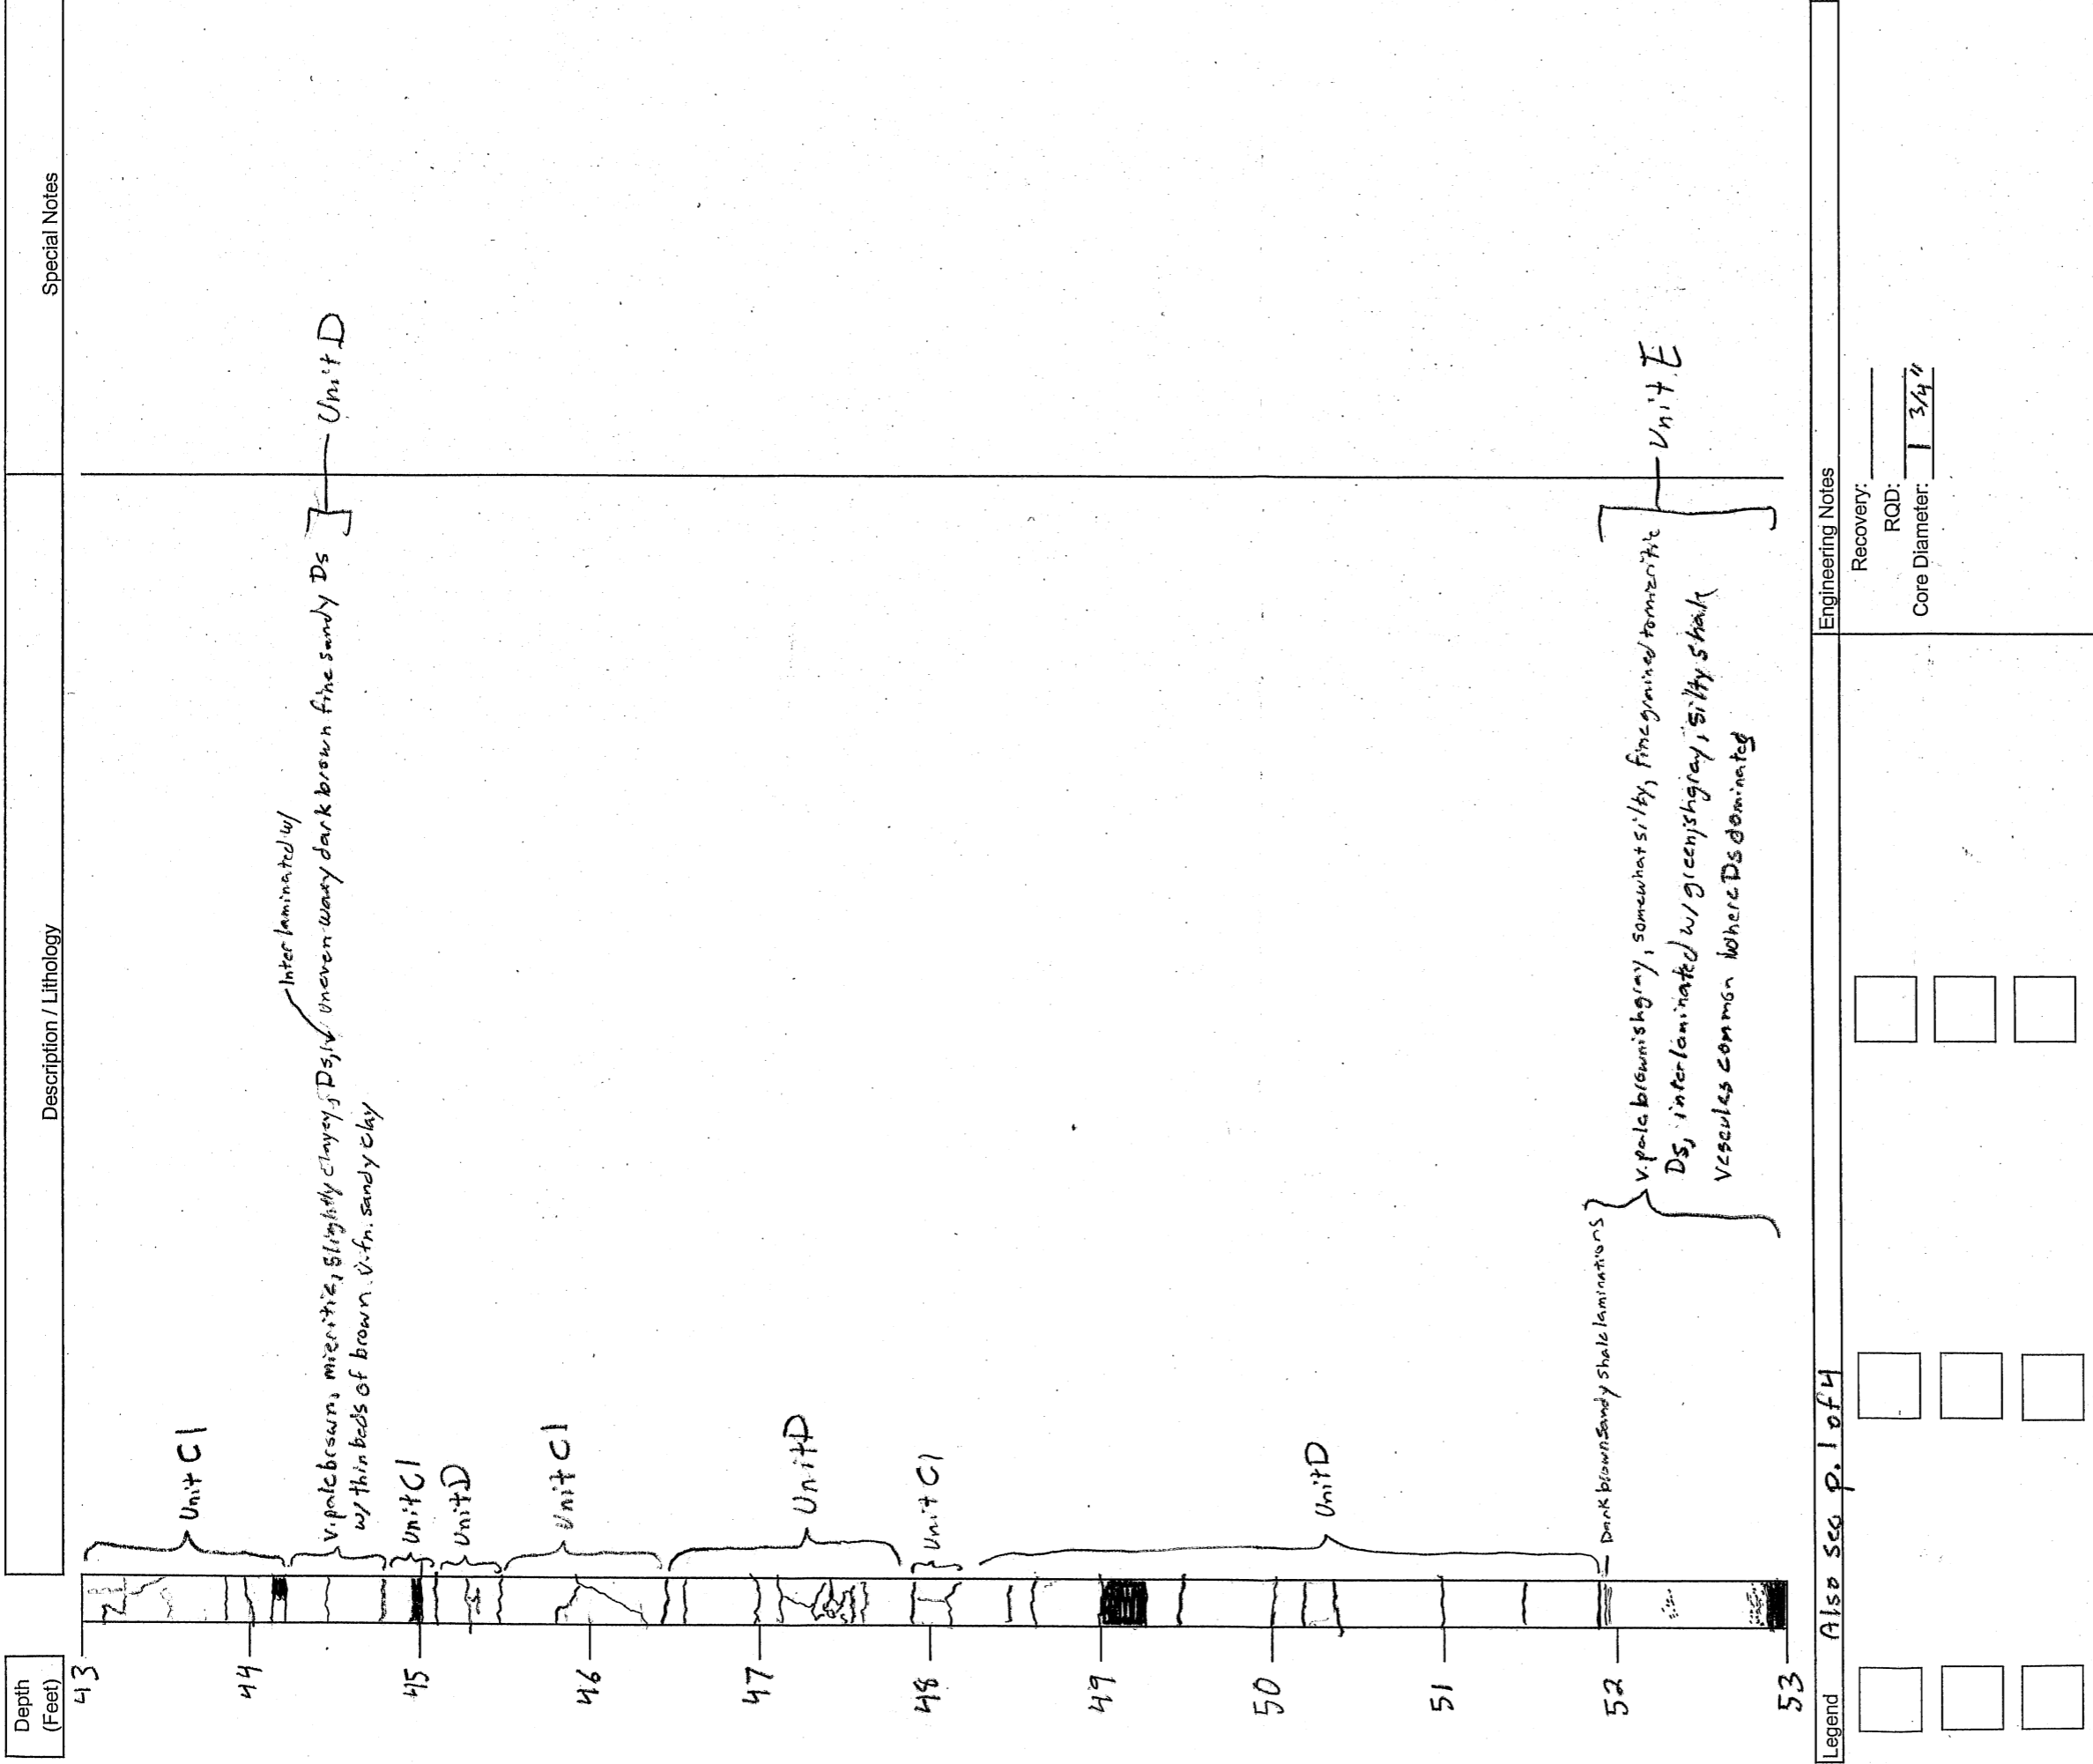 Depth
(Feet)
Description / Lithology
Special Notes
43
Unit C1
44
Interlaminated w/
v. pale brown, micritic, slightly clayey, Ds, uneven-wavy dark brown fine sandy Ds
Unit D
w/ thin beds of brown v. fn. sandy clay
45
Unit C1
Unit D
46
Unit C1
47
Unit D
48
Unit C1
49
50
Unit D
51
52
Dark brown sandy shale laminations
v. pale brownish gray, somewhat silty, fine grained to micritic
Unit E
Ds, interlaminated w/ greenish gray, silty shale
vescules common where Ds dominated
53
Legend
Also see p. 1 of 4
Engineering Notes
Recovery:
RQD:
Core Diameter: 1 3/4"